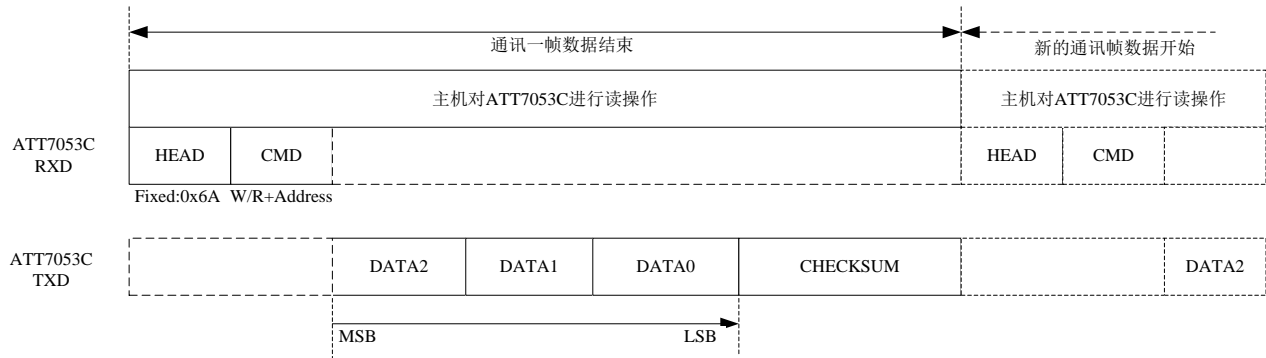 通讯一帧数据结束
新的通讯帧数据开始
主机对ATT7053C进行读操作
主机对ATT7053C进行读操作
ATT7053C
RXD
HEAD
CMD
HEAD
CMD
Fixed:0x6A
W/R+Address
ATT7053C
TXD
DATA2
DATA1
DATA0
CHECKSUM
DATA2
MSB
LSB